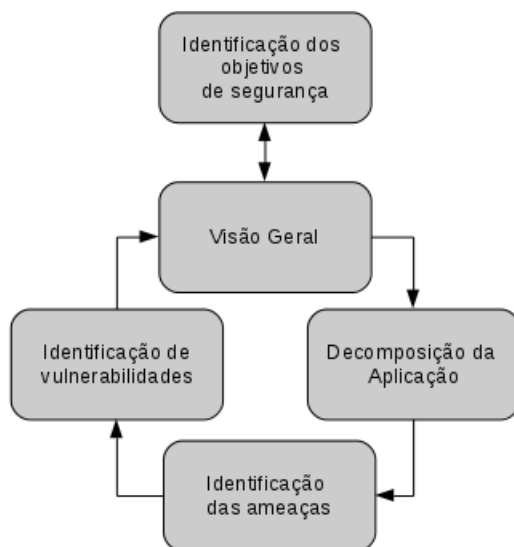 Identificação dos
objetivos
de segurança
Visão Geral
Identificação de
vulnerabilidades
Decomposição da
Aplicação
Identificação
das ameaças